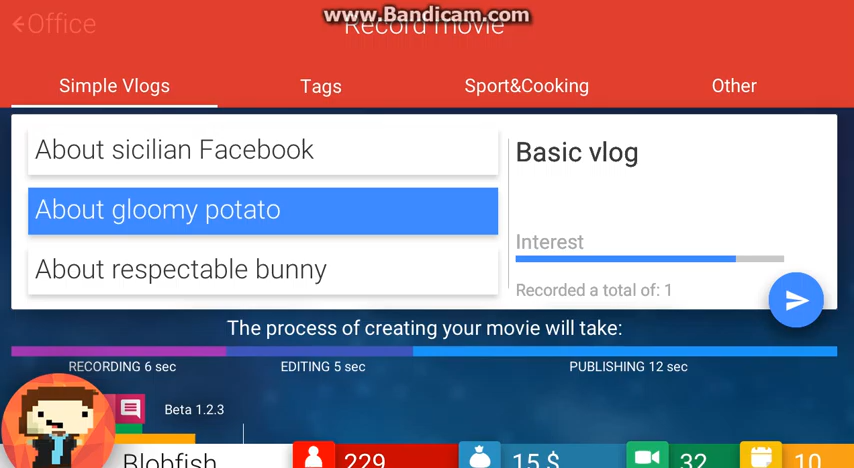 www.Bandicam.com
Office
Record movie
Simple Vlogs
Tags
Sport&Cooking
Other
About sicilian Facebook
About gloomy potato
About respectable bunny
Basic vlog
Interest
Recorded a total of: 1
The process of creating your movie will take:
RECORDING 6 sec
EDITING 5 sec
PUBLISHING 12 sec
Beta 1.2.3
Blobfish
229
15 $
32
10